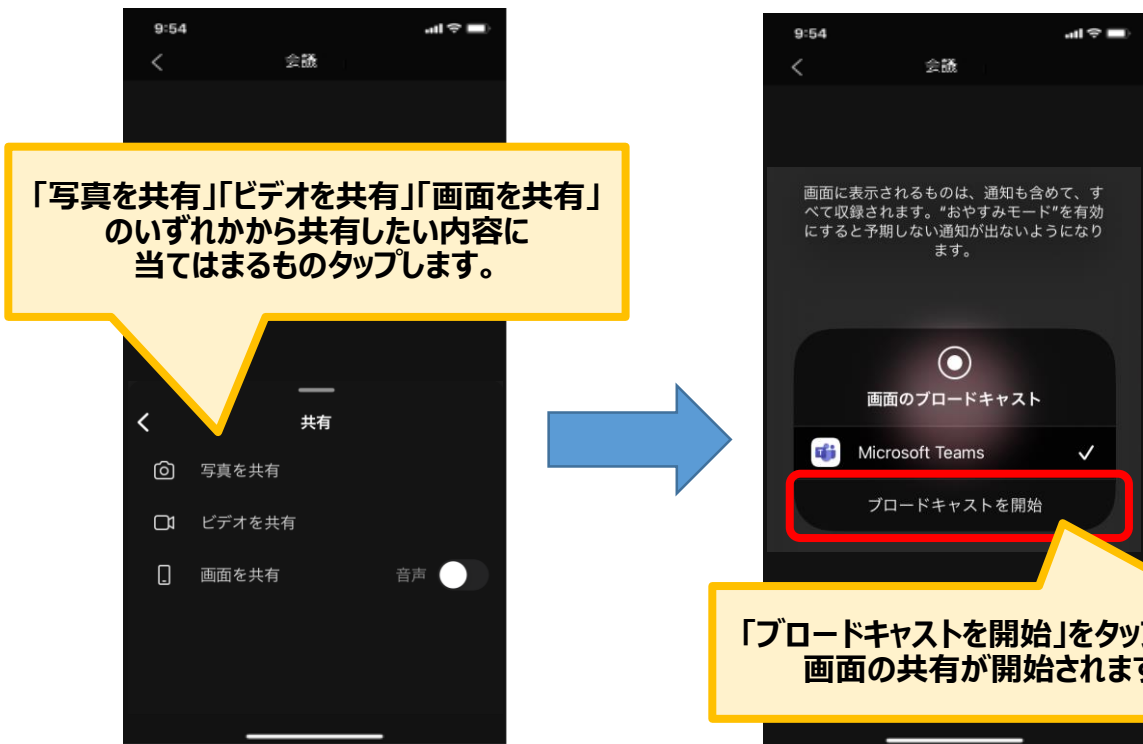 9:54
会議
「写真を共有」「ビデオを共有」「画面を共有」
のいずれかから共有したい内容に
当てはまるものタップします。
共有
写真を共有
ビデオを共有
画面を共有 音声
9:54
会議
画面に表示されるものは、通知も含めて、す
べて収録されます。“おやすみモード”を有効
にすると予期しない通知が出ないようになり
ます。
画面のブロードキャスト
Microsoft Teams
ブロードキャストを開始
「ブロードキャストを開始」をタッ
画面の共有が開始されま